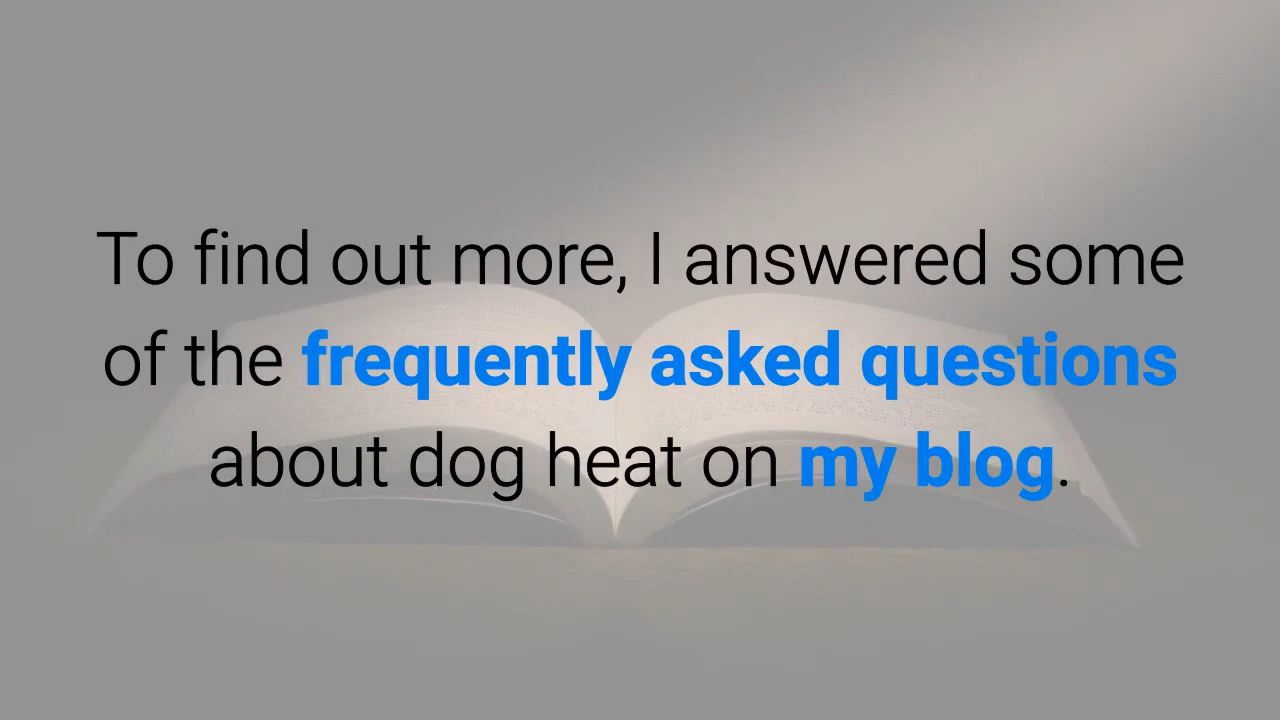 To find out more, I answered some
of the frequently asked questions
about dog heat on my blog.